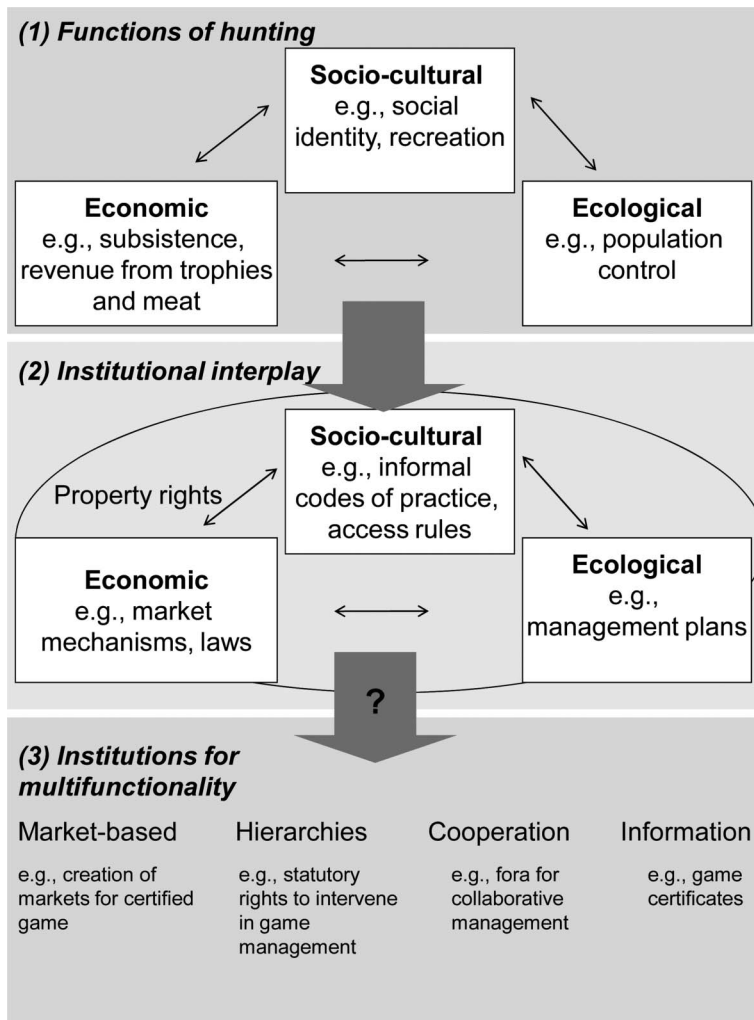 (1) Functions of hunting
Socio-cultural
e.g., social
identity, recreation
Economic
e.g., subsistence,
revenue from trophies
and meat
Ecological
e.g., population
control
(2) Institutional interplay
Socio-cultural
e.g., informal
codes of practice,
access rules
Property rights
Economic
e.g., market
mechanisms, laws
Ecological
e.g.,
management plans
?
(3) Institutions for
multifunctionality
Market-based
e.g., creation of
markets for certified
game
Hierarchies
e.g., statutory
rights to intervene
in game
management
Cooperation
e.g., fora for
collaborative
management
Information
e.g., game
certificates